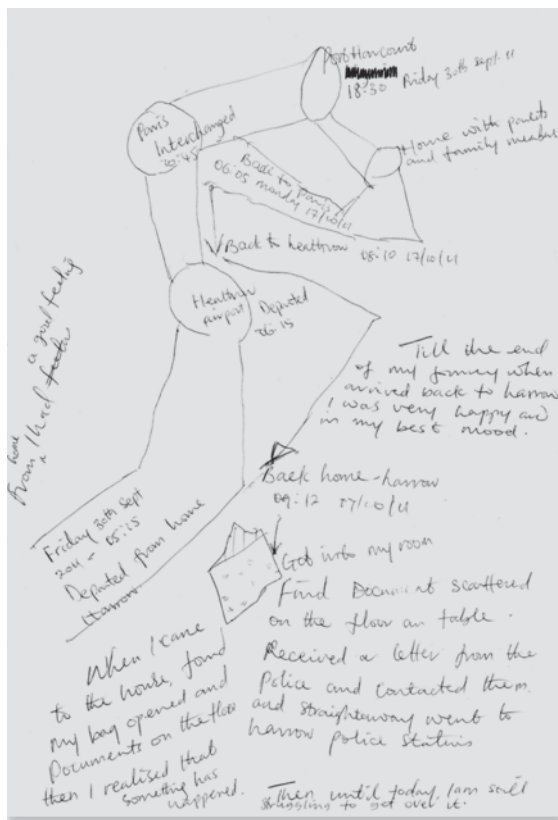 PortHarcourt
18:30 Friday 30th Sept. 11
Paris
Interchanged
10:45
Home with
and family
Back to Paris
06:05 monday 17/10/11
Back to heathrow 08:10 17/10/11
Heathrow
airport
Departed
06:15
From home I had a good feeling
Till the end
of my journey when
arrived back to harrow
I was very happy and
in my best mood.
Back home - harrow
09:12 17/10/11
Friday 30th Sept
2011 - 05:15
Departed from home
Harrow
Got into my room
Find Document scattered
on the floor an table.
Received a letter from the
Police and contacted them.
and straightaway went to
harrow police station
Then until today, I am still
struggling to get over it.
When I came
to the house, found
my bag opened and
Documents on the floor
then I realised that
something has
happened.